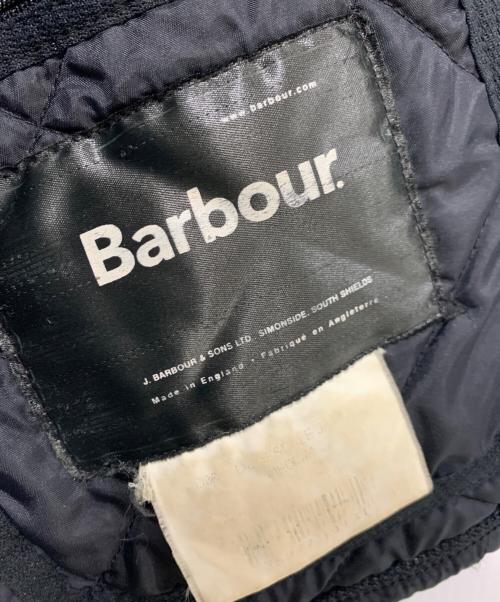 www.barbour.com
Barbour.
J. BARBOUR & SONS LTD. SIMONSIDE, SOUTH SHIELDS
Made in England • Fabriqué en Angleterre